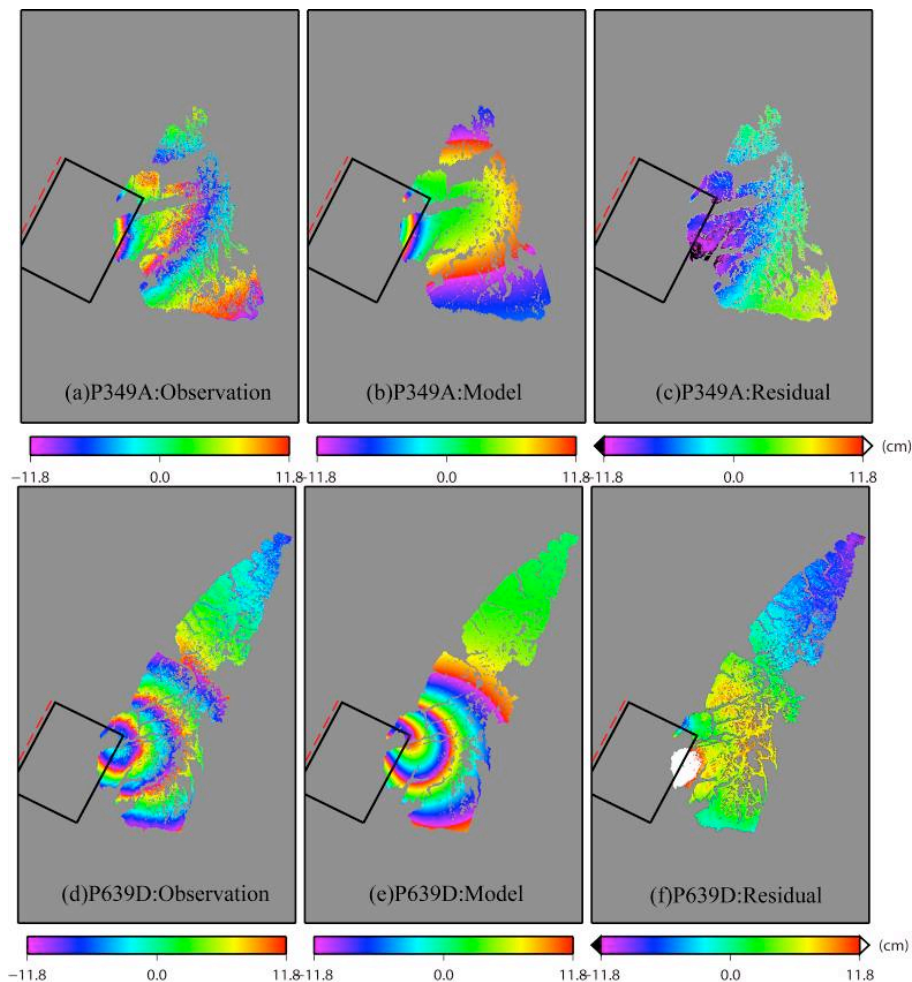 (a)P349A:Observation (b)P349A:Model (c)P349A:Residual
(cm)
−11.8 0.0 11.8 −11.8 0.0 11.8 −11.8 0.0 11.8
(d)P639D:Observation (e)P639D:Model (f)P639D:Residual
(cm)
−11.8 0.0 11.8 −11.8 0.0 11.8 −11.8 0.0 11.8